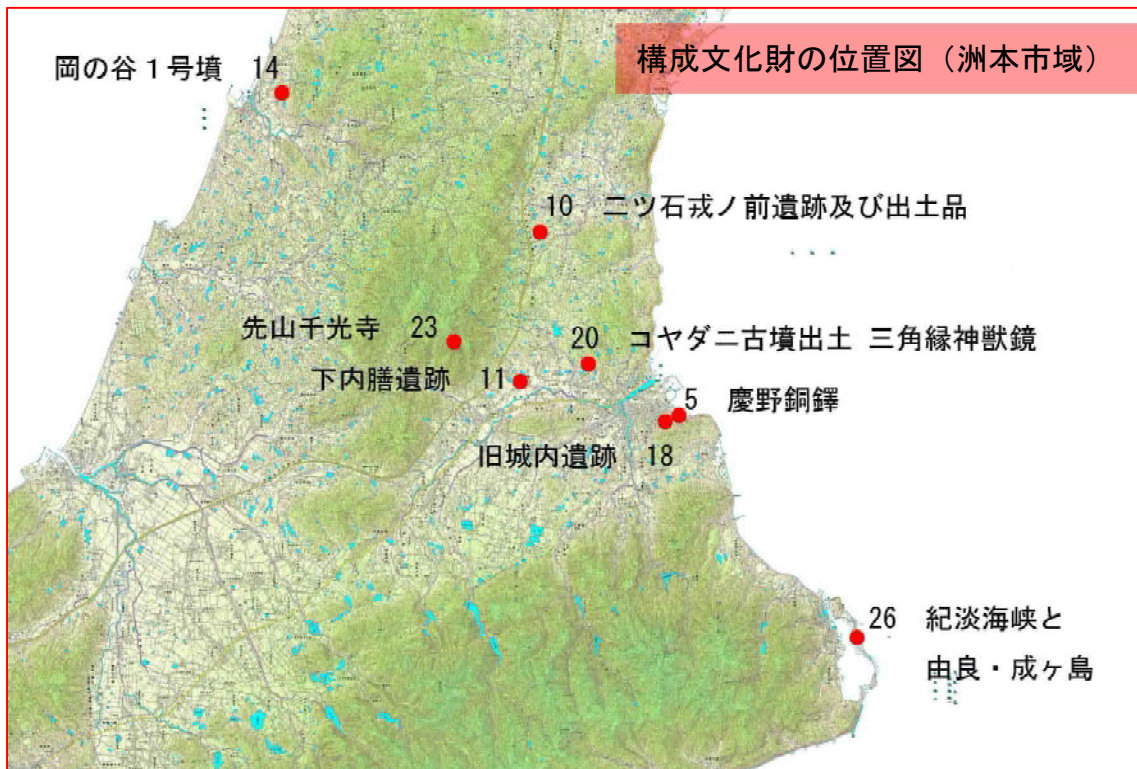 構成文化財の位置図（洲本市域）
岡の谷１号墳 14
10 二ツ石戎ノ前遺跡及び出土品
先山千光寺 23
20 コヤダニ古墳出土 三角縁神獣鏡
下内膳遺跡 11
5 慶野銅鐸
旧城内遺跡 18
26 紀淡海峡と
由良・成ヶ島